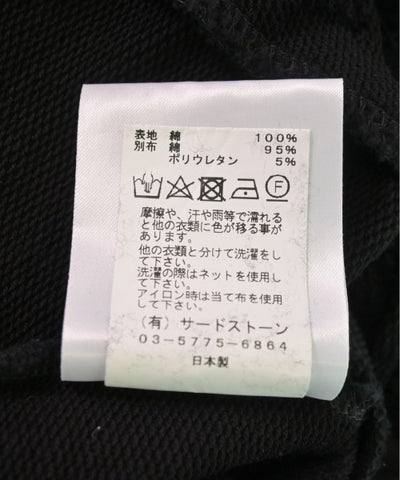 表地 綿 100%
別布 綿 95%
ポリウレタン 5%
F
摩擦や、汗や雨等で濡れる
と他の衣類に色が移る事が
あります。
他の衣類と分けて洗濯をし
て下さい。
洗濯の際はネットを使用し
て下さい。
アイロン時は当て布を使用
して下さい。
(有) サードストーン
03-5775-6864
日本製